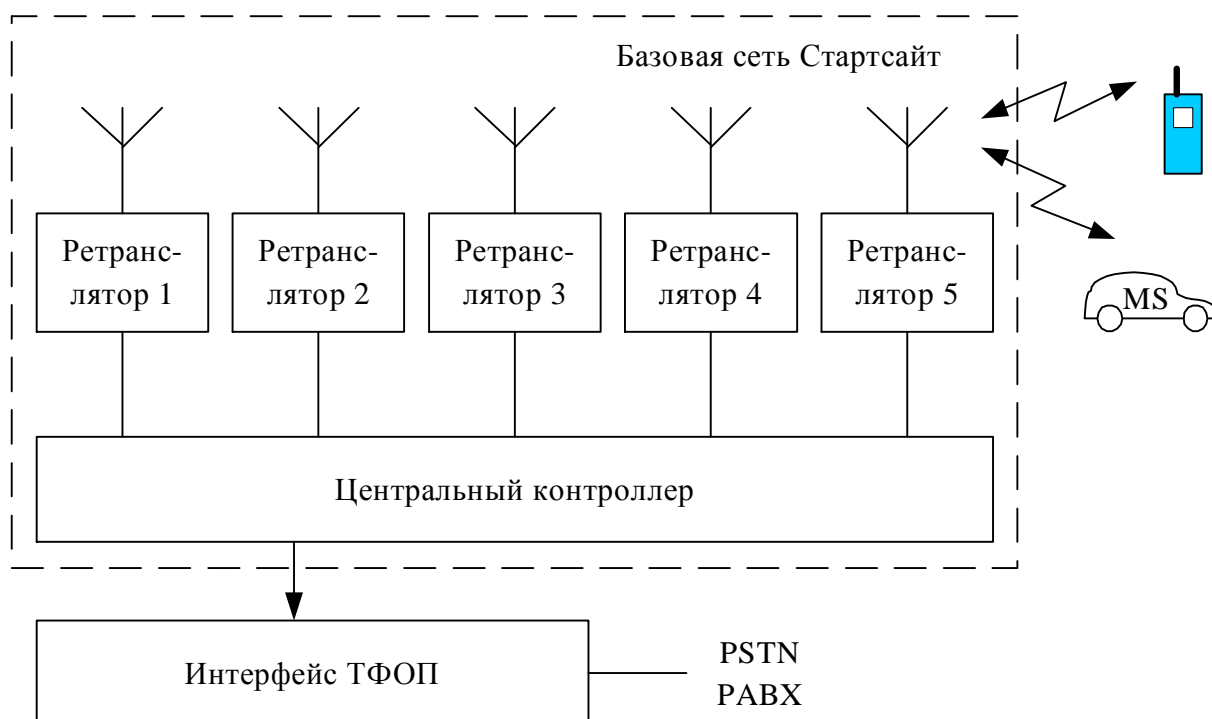 Базовая сеть Стартсайт
Ретранс-
лятор 1
Ретранс-
лятор 2
Ретранс-
лятор 3
Ретранс-
лятор 4
Ретранс-
лятор 5
MS
Центральный контроллер
Интерфейс ТФОП
PSTN
PABX